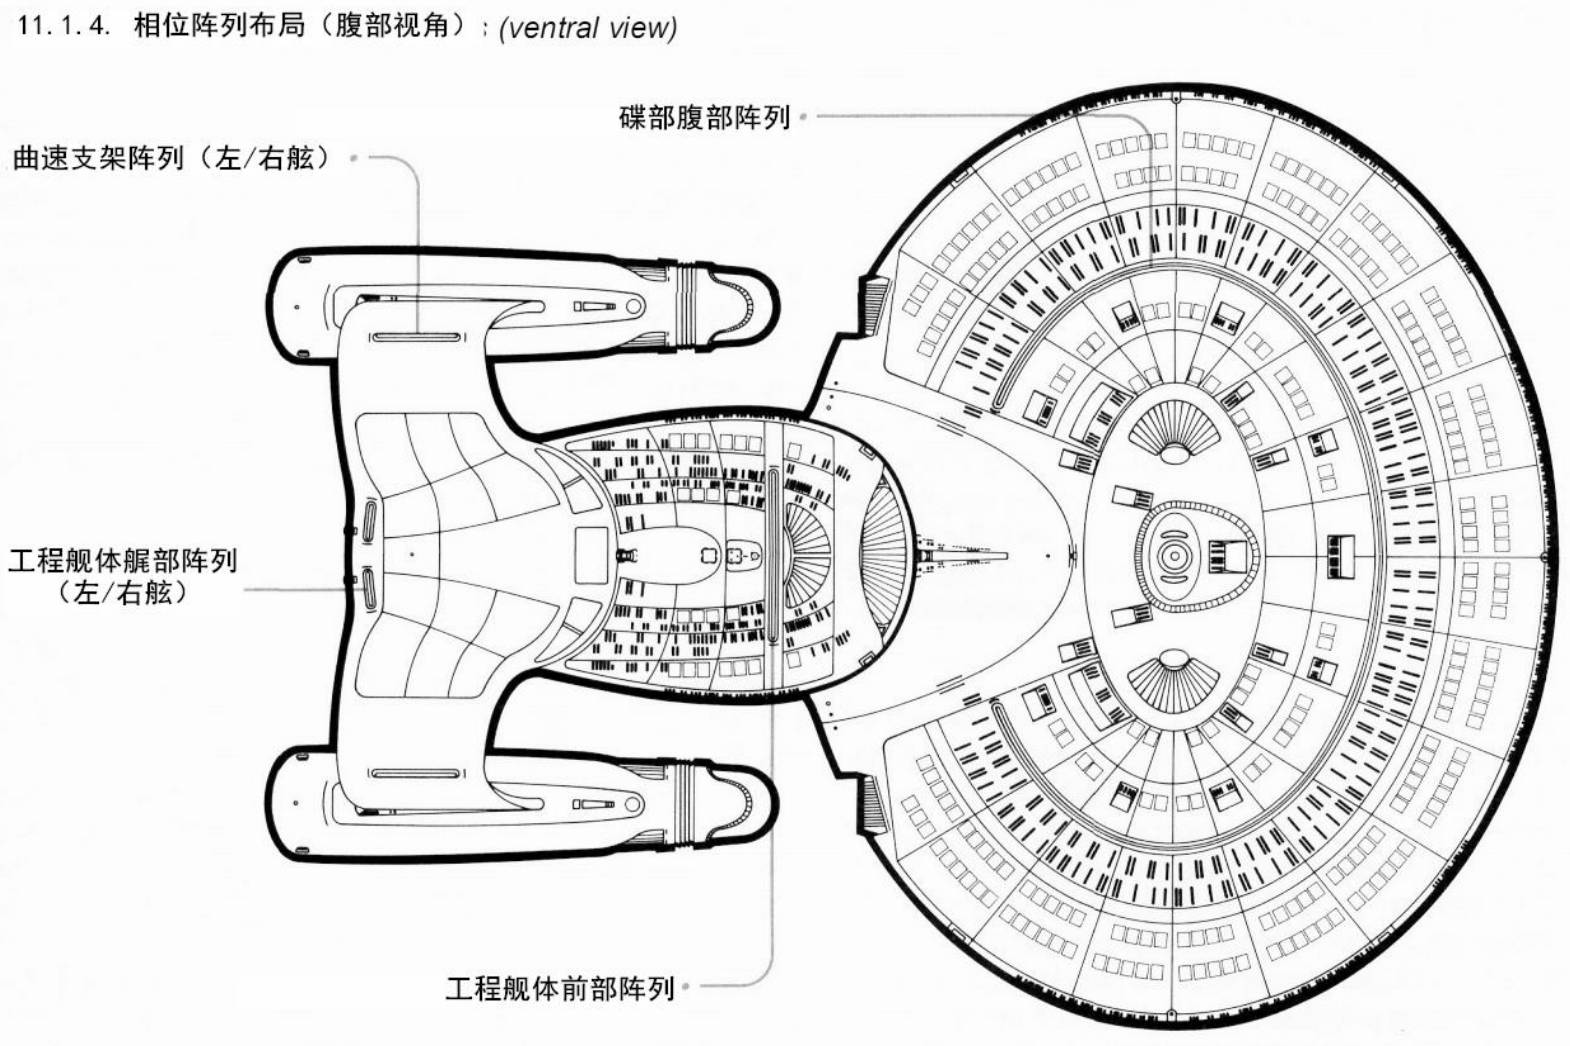 11.1.4. 相位阵列布局（腹部视角）；(ventral view)
碟部腹部阵列
曲速支架阵列（左/右舷）
工程舰体艉部阵列
（左/右舷）
工程舰体前部阵列